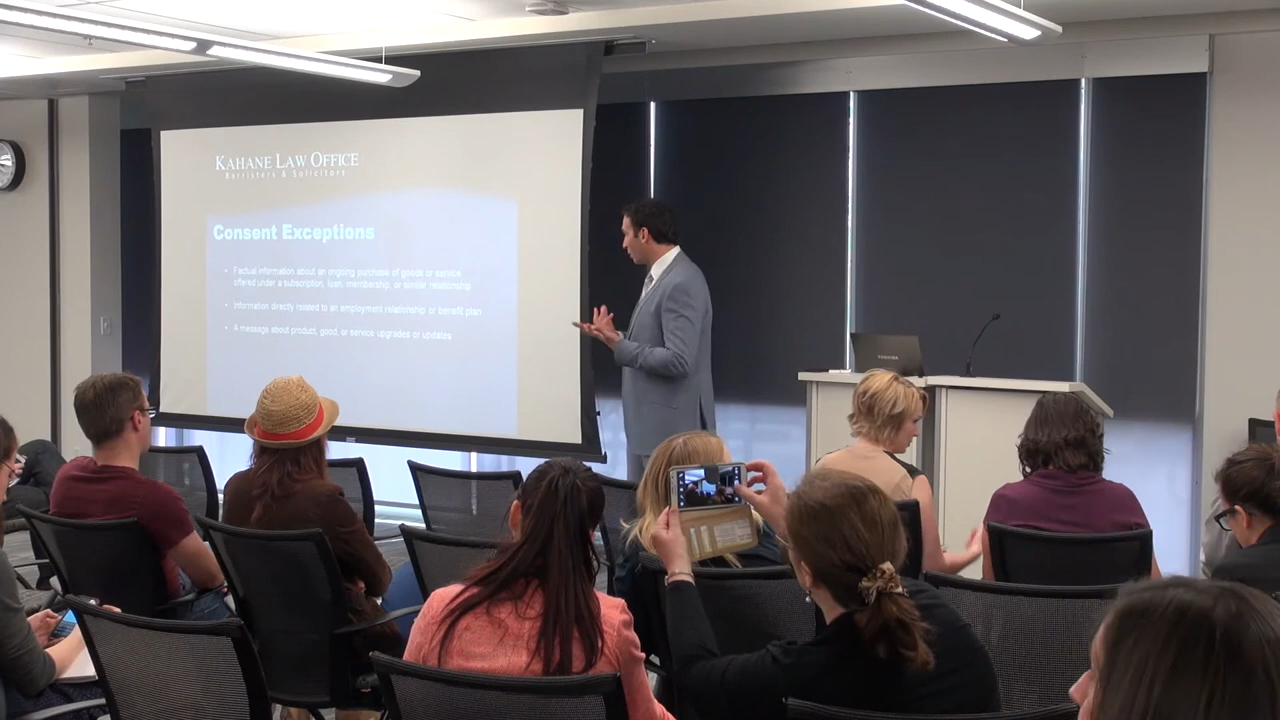 KAHANE LAW OFFICE
Barristers & Solicitors
Consent Exceptions
• Factual information about an ongoing purchase of goods or service
offered under a subscription, loan, membership, or similar relationship
• Information directly related to an employment relationship or benefit plan
• A message about product, good, or service upgrades or updates
TOSHIBA